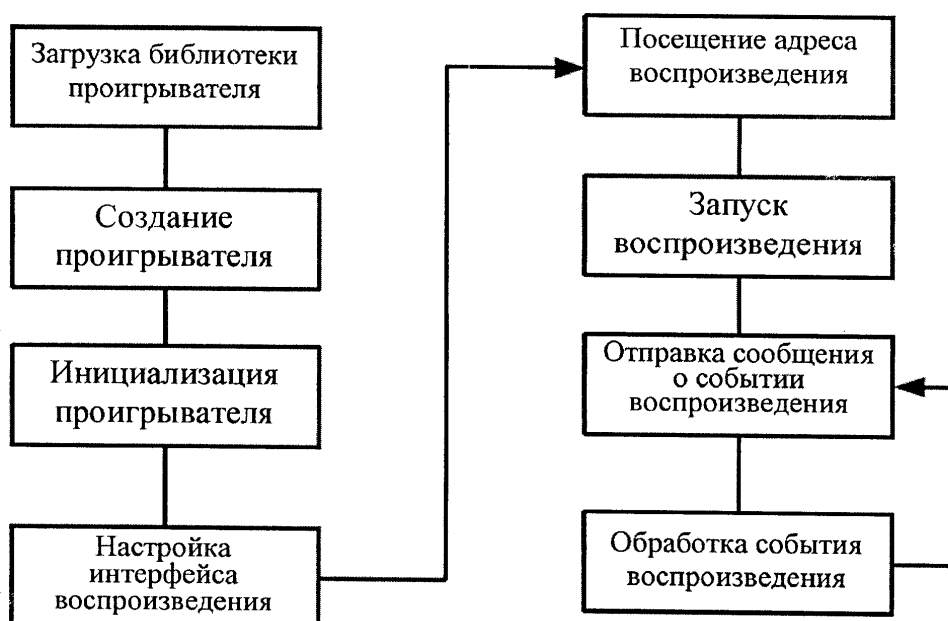 Загрузка библиотеки
проигрывателя
Создание
проигрывателя
Инициализация
проигрывателя
Настройка
интерфейса
воспроизведения
Посещение адреса
воспроизведения
Запуск
воспроизведения
Отправка сообщения
о событии
воспроизведения
Обработка события
воспроизведения